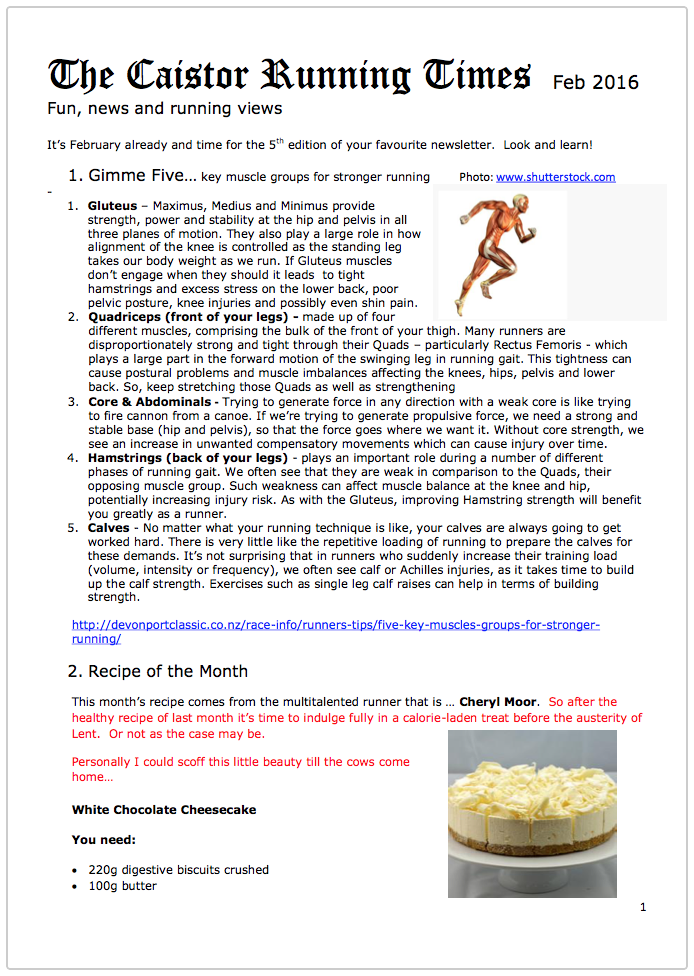 The Caistor Running Times Feb 2016
Fun, news and running views
It’s February already and time for the 5th edition of your favourite newsletter. Look and learn!
1. Gimme Five… key muscle groups for stronger running Photo: www.shutterstock.com
-
1. Gluteus – Maximus, Medius and Minimus provide
strength, power and stability at the hip and pelvis in all
three planes of motion. They also play a large role in how
alignment of the knee is controlled as the standing leg
takes our body weight as we run. If Gluteus muscles
don’t engage when they should it leads to tight
hamstrings and excess stress on the lower back, poor
pelvic posture, knee injuries and possibly even shin pain.
2. Quadriceps (front of your legs) - made up of four
different muscles, comprising the bulk of the front of your thigh. Many runners are
disproportionately strong and tight through their Quads – particularly Rectus Femoris - which
plays a large part in the forward motion of the swinging leg in running gait. This tightness can
cause postural problems and muscle imbalances affecting the knees, hips, pelvis and lower
back. So, keep stretching those Quads as well as strengthening
3. Core & Abdominals - Trying to generate force in any direction with a weak core is like trying
to fire cannon from a canoe. If we’re trying to generate propulsive force, we need a strong and
stable base (hip and pelvis), so that the force goes where we want it. Without core strength, we
see an increase in unwanted compensatory movements which can cause injury over time.
4. Hamstrings (back of your legs) - plays an important role during a number of different
phases of running gait. We often see that they are weak in comparison to the Quads, their
opposing muscle group. Such weakness can affect muscle balance at the knee and hip,
potentially increasing injury risk. As with the Gluteus, improving Hamstring strength will benefit
you greatly as a runner.
5. Calves - No matter what your running technique is like, your calves are always going to get
worked hard. There is very little like the repetitive loading of running to prepare the calves for
these demands. It’s not surprising that in runners who suddenly increase their training load
(volume, intensity or frequency), we often see calf or Achilles injuries, as it takes time to build
up the calf strength. Exercises such as single leg calf raises can help in terms of building
strength.
http://devonportclassic.co.nz/race-info/runners-tips/five-key-muscles-groups-for-stronger-
running/
2. Recipe of the Month
This month’s recipe comes from the multitalented runner that is … Cheryl Moor. So after the
healthy recipe of last month it’s time to indulge fully in a calorie-laden treat before the austerity of
Lent. Or not as the case may be.
Personally I could scoff this little beauty till the cows come
home…
White Chocolate Cheesecake
You need:
• 220g digestive biscuits crushed
• 100g butter
1